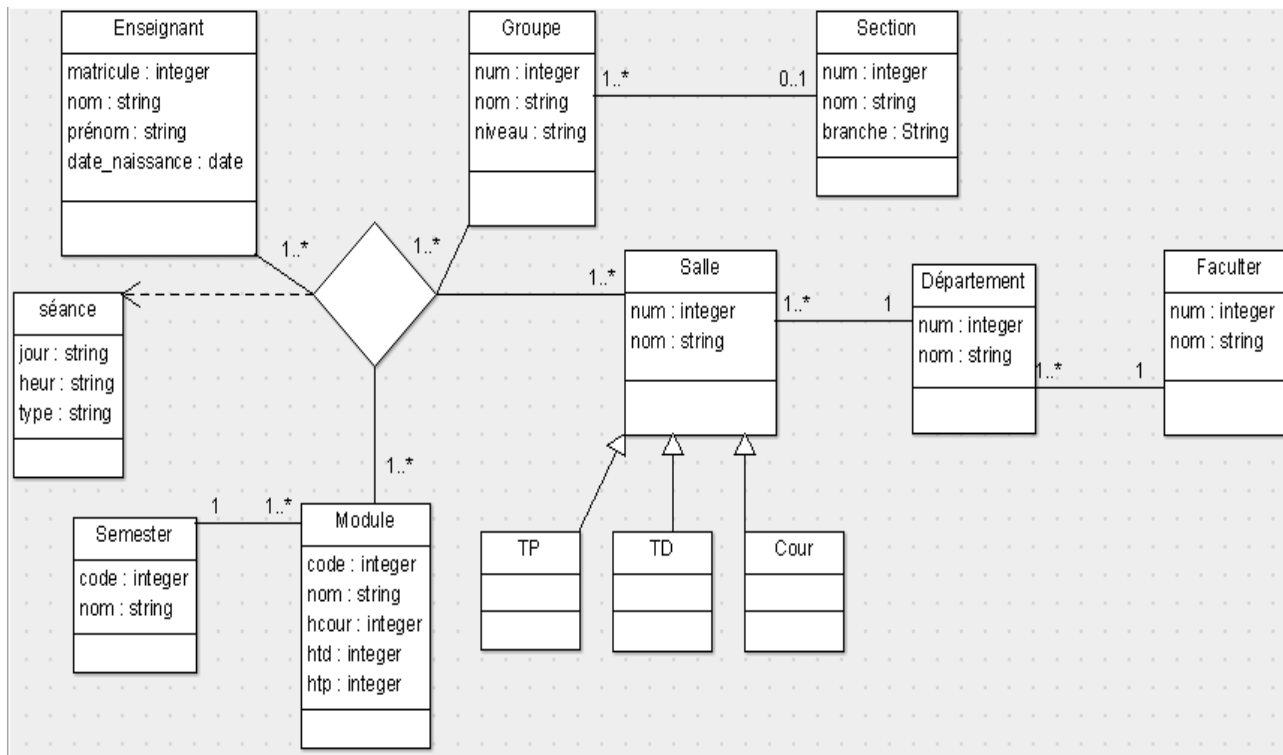 Enseignant
matricule : integer
nom : string
prénom : string
date_naissance : date
Groupe
num : integer
nom : string
niveau : string
1..*
0..1
Section
num : integer
nom : string
branche : String
1..*
1..*
1..*
séance
jour : string
heur : string
type : string
Salle
num : integer
nom : string
1..*
1
Département
num : integer
nom : string
1..*
1
Faculter
num : integer
nom : string
1..*
Semester
code : integer
nom : string
1
1..*
Module
code : integer
nom : string
hcour : integer
htd : integer
htp : integer
TP
TD
Cour